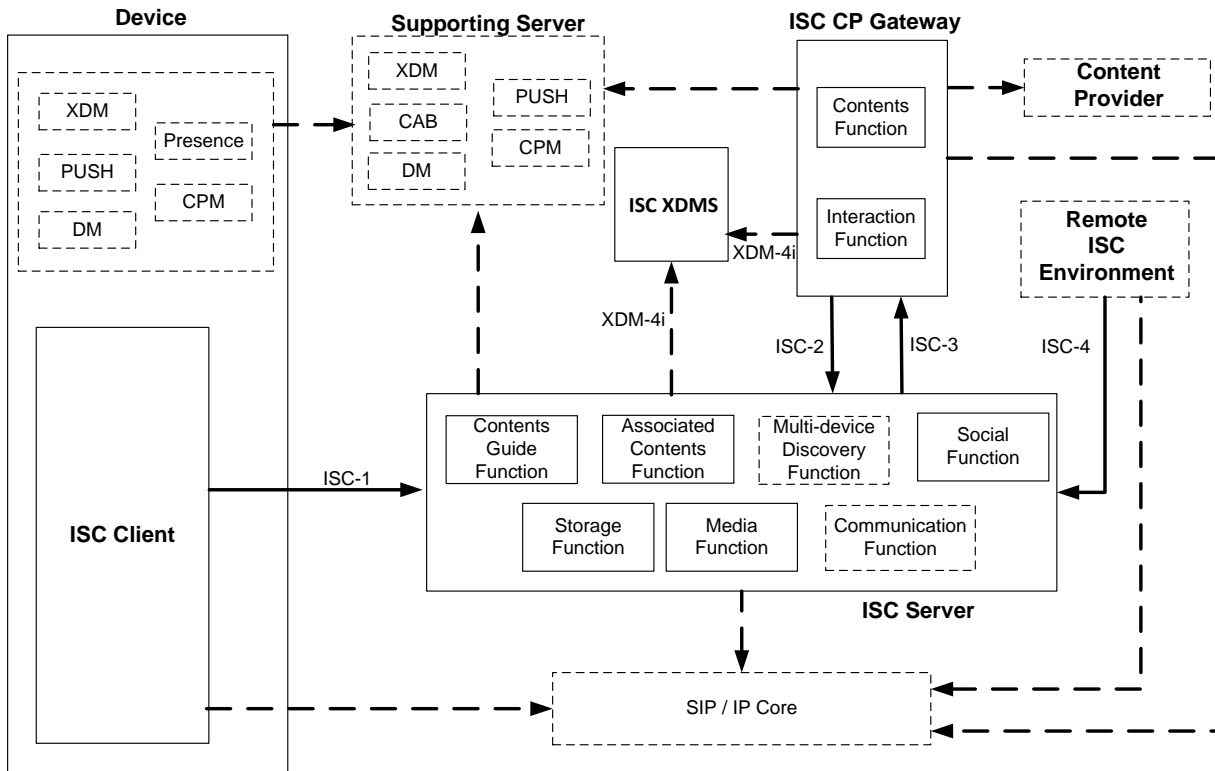 Device
Supporting Server
ISC CP Gateway
XDM
Presence
PUSH
CPM
DM
XDM
PUSH
CAB
CPM
DM
Contents
Function
Interaction
Function
Content
Provider
ISC XDMS
Remote
ISC
Environment
XDM-4i
XDM-4i
ISC-2
ISC-3
ISC-4
ISC Client
ISC-1
Contents
Guide
Function
Associated
Contents
Function
Multi-device
Discovery
Function
Social
Function
Storage
Function
Media
Function
Communication
Function
ISC Server
SIP / IP Core